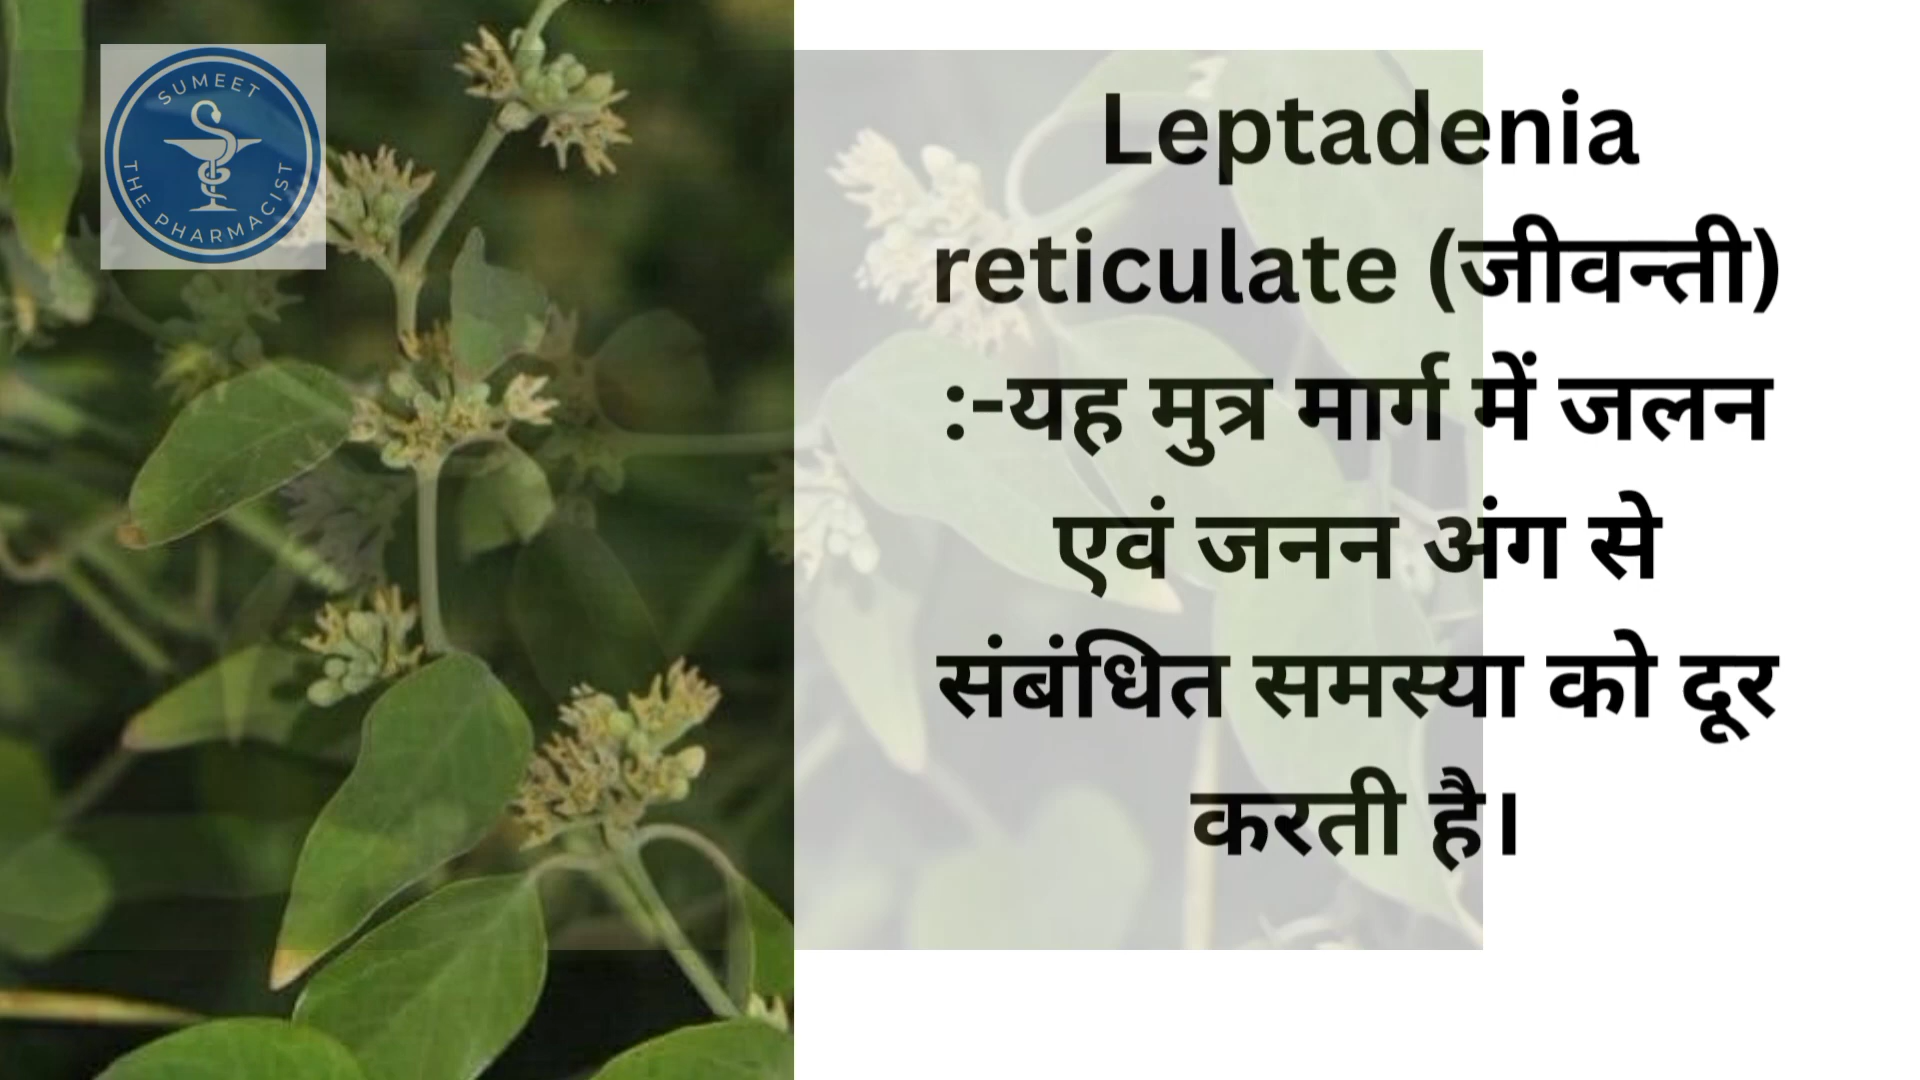 SUMEET
THE PHARMACIST
Leptadenia
reticulate (जीवन्ती)
:-यह मुत्र मार्ग में जलन
एवं जनन अंग से
संबंधित समस्या को दूर
करती है।